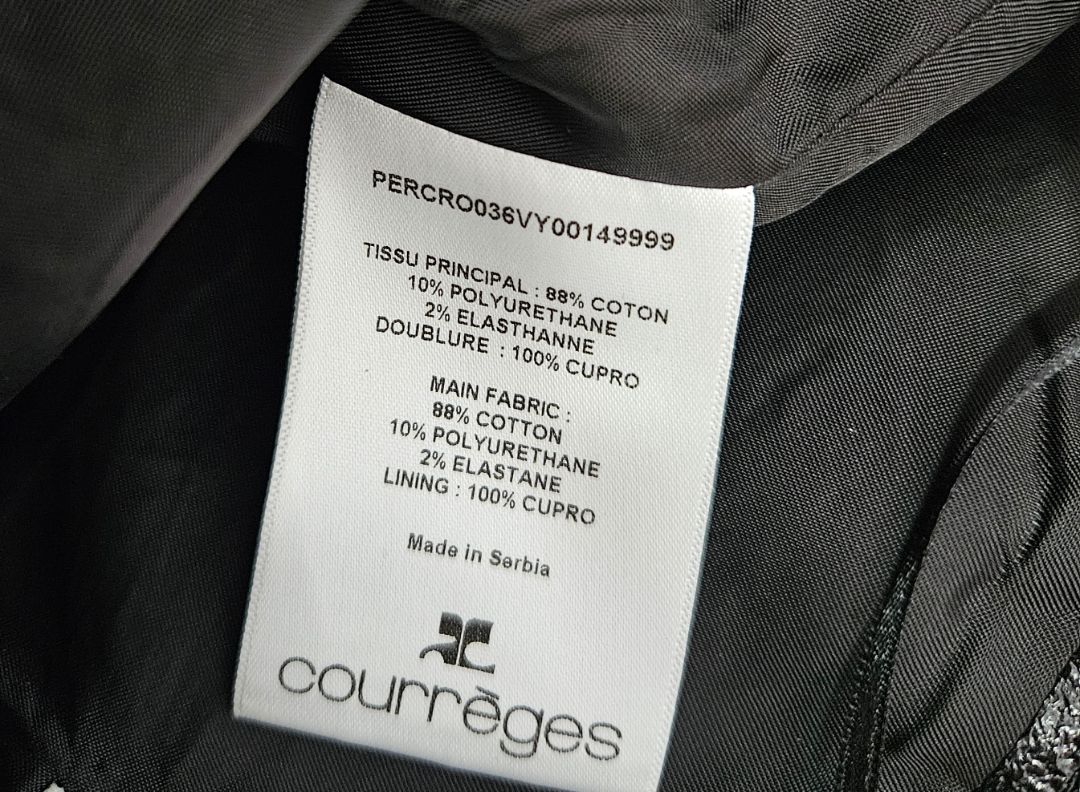 PERCRO036VY00149999
TISSU PRINCIPAL : 88% COTON
10% POLYURETHANE
2% ELASTHANNE
DOUBLURE : 100% CUPRO
MAIN FABRIC :
88% COTTON
10% POLYURETHANE
2% ELASTANE
LINING : 100% CUPRO
Made in Serbia
courrèges